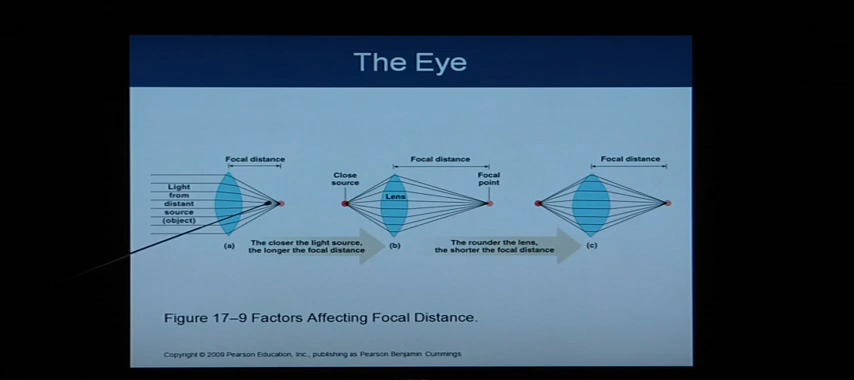 The Eye
Focal distance
Focal distance
Focal distance
Close
source
Focal
point
Light
from
distant
source
(object)
Lens
(a)
The closer the light source,
the longer the focal distance
(b)
The rounder the lens,
the shorter the focal distance
(c)
Figure 17–9 Factors Affecting Focal Distance.
Copyright © 2009 Pearson Education, Inc., publishing as Pearson Benjamin Cummings